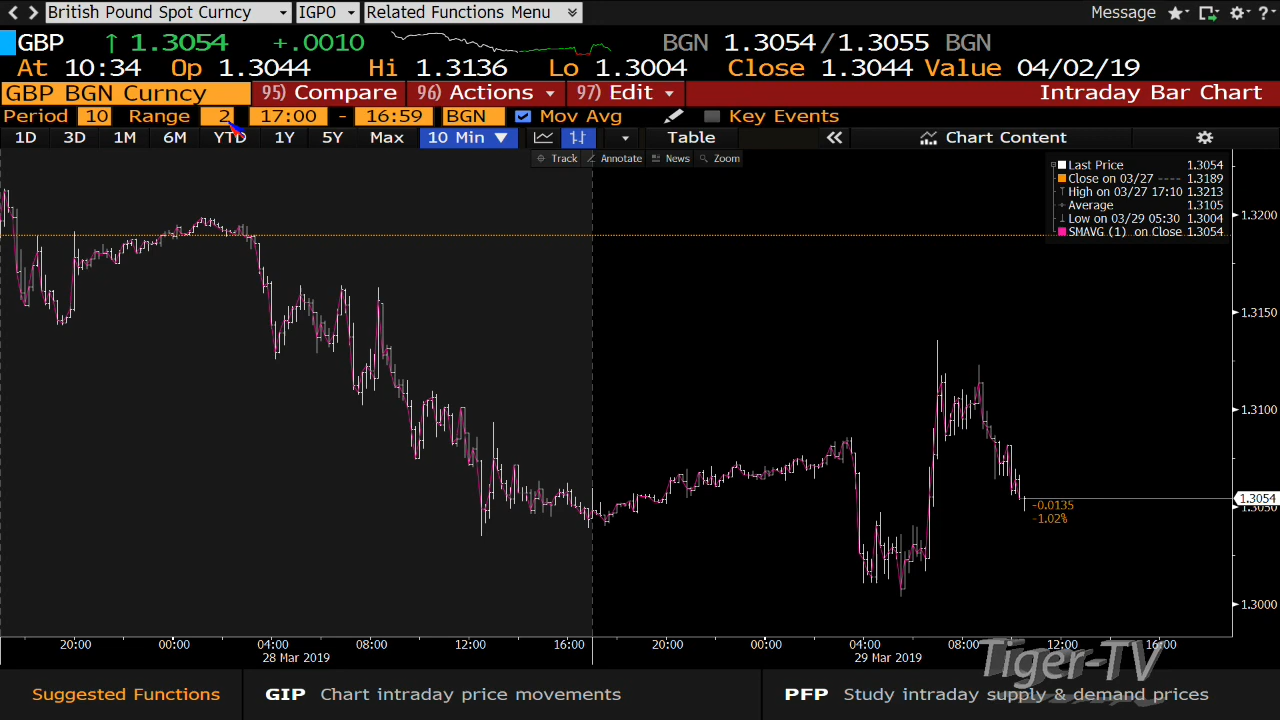 British Pound Spot Curncy IGPO Related Functions Menu Message ?
GBP ↑ 1.3054 +.0010 BGN 1.3054/1.3055 BGN
At 10:34 Op 1.3044 Hi 1.3136 Lo 1.3004 Close 1.3044 Value 04/02/19
GBP BGN Curncy 95) Compare 96) Actions 97) Edit Intraday Bar Chart
Period 10 Range 2 17:00 - 16:59 BGN Mov Avg Key Events
1D 3D 1M 6M YTD 1Y 5Y Max 10 Min ▼ Table « Chart Content
Track Annotate News Zoom
Last Price 1.3054
Close on 03/27 ---- 1.3189
High on 03/27 17:10 1.3213
Average 1.3105
Low on 03/29 05:30 1.3004
SMAVG (1) on Close 1.3054
1.3200
1.3150
1.3100
1.3054
1.3050
1.3000
-0.0135
-1.02%
20:00 00:00 04:00 08:00 12:00 16:00 20:00 00:00 04:00 08:00 12:00 16:00
28 Mar 2019 29 Mar 2019
Tiger-TV
Suggested Functions GIP Chart intraday price movements PFP Study intraday supply & demand prices